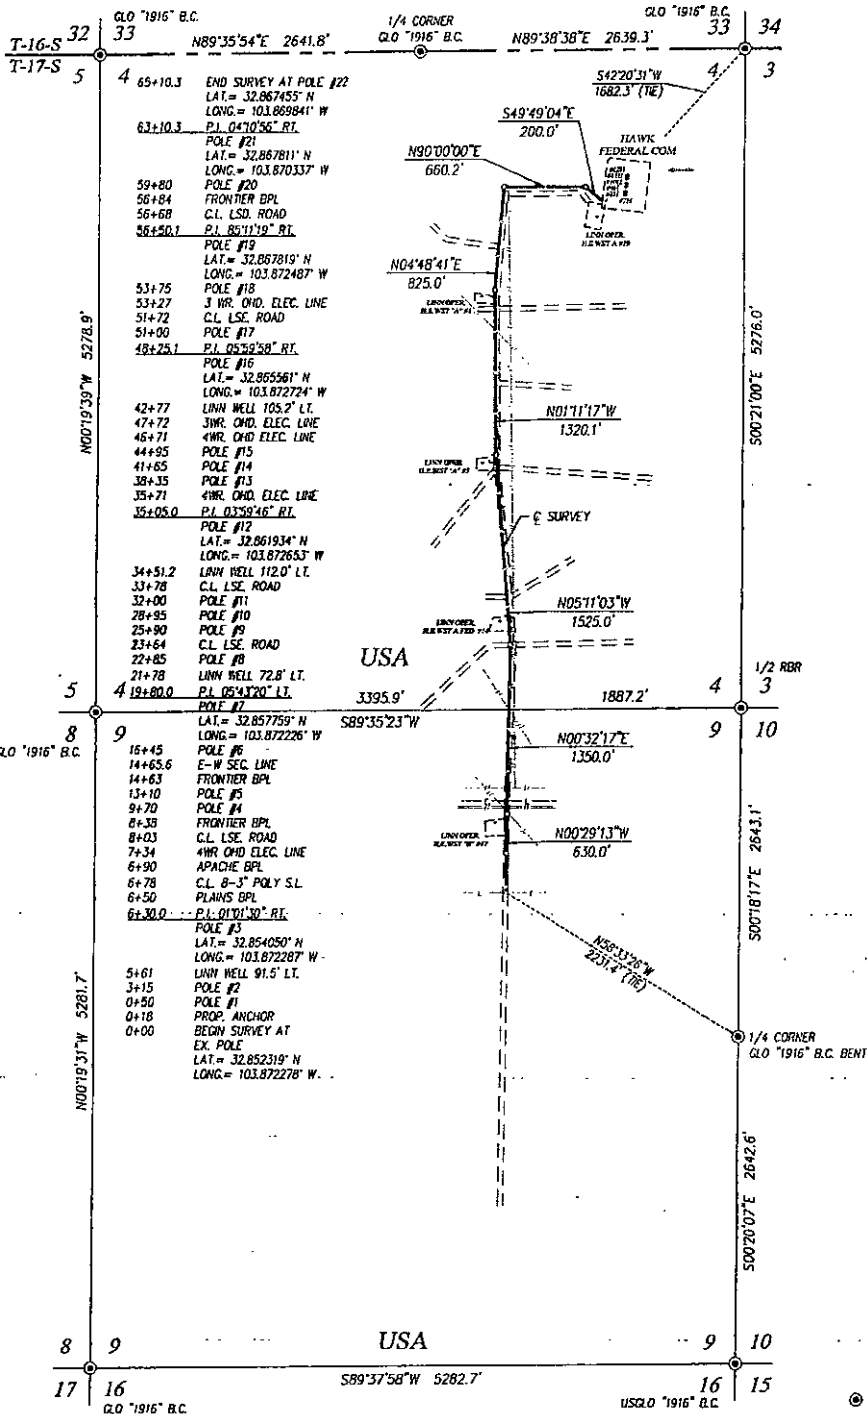 GLO "1916" B.C.
1/4 CORNER
GLO "1916" B.C.
GLO "1916" B.C.
32 33
33 34
T-16-S
T-17-S
N89°35'54"E 2641.8'
N89°38'38"E 2639.3'
5 4
4 3
65+10.3 END SURVEY AT POLE #22
LAT.= 32.867455° N
LONG.= 103.869841° W
63+10.3 P.I. 04°10'56" RT.
POLE #21
LAT.= 32.867811° N
LONG.= 103.870337° W
59+80 POLE #20
56+84 FRONTIER BPL
56+68 C.L. LSD. ROAD
56+50.1 P.I. 85°11'19" RT.
POLE #19
LAT.= 32.867819° N
LONG.= 103.872487° W
53+75 POLE #18
53+27 3 WR. OHD. ELEC. LINE
51+72 C.L. LSE. ROAD
51+00 POLE #17
48+25.1 P.I. 05°59'58" RT.
POLE #16
LAT.= 32.865561° N
LONG.= 103.872724° W
42+77 LINN WELL 105.2' LT.
47+72 3WR. OHD. ELEC. LINE
46+71 4WR. OHD ELEC. LINE
44+95 POLE #15
41+65 POLE #14
38+35 POLE #13
35+71 4WR. OHD. ELEC. LINE
35+05.0 P.I. 03°59'46" RT.
POLE #12
LAT.= 32.861934° N
LONG.= 103.872653° W
34+51.2 LINN WELL 112.0' LT.
33+78 C.L. LSE. ROAD
32+00 POLE #11
28+95 POLE #10
25+90 POLE #9
23+64 C.L. LSE. ROAD
22+85 POLE #8
21+78 LINN WELL 72.8' LT.
19+80.0 P.I. 05°43'20" LT.
POLE #7
LAT.= 32.857759° N
LONG.= 103.872226° W
16+45 POLE #6
14+65.6 E-W SEC. LINE
14+63 FRONTIER BPL
13+10 POLE #5
9+70 POLE #4
8+38 FRONTIER BPL
8+03 C.L. LSE. ROAD
7+34 4WR OHD ELEC. LINE
6+90 APACHE BPL
6+78 C.L. 8-3" POLY S.L.
6+50 PLAINS BPL
6+30.0 P.I. 01°01'30" RT.
POLE #3
LAT.= 32.854050° N
LONG.= 103.872287° W
5+61 LINN WELL 91.5' LT.
3+15 POLE #2
0+50 POLE #1
0+18 PROP. ANCHOR
0+00 BEGIN SURVEY AT
EX. POLE
LAT.= 32.852319° N
LONG.= 103.872278° W
S42°20'31"W
1682.3' (TIE)
S49°49'04"E
200.0'
HAWK
FEDERAL COM
N90°00'00"E
660.2'
LINN OPER.
N04°48'41"E
825.0'
LINN OPER.
N01°11'17"W
1320.1'
LINN OPER.
℄ SURVEY
N05°11'03"W
1525.0'
LINN OPER.
USA
N00°19'39"W 5278.9'
S00°21'00"E 5276.0'
1/2 RBR
5 4
4 3
3395.9'
1887.2'
S89°35'23"W
8 9
9 10
GLO "1916" B.C.
N00°32'17"E
1350.0'
LINN OPER.
N00°29'13"W
630.0'
S00°18'17"E 2643.1'
N58°33'26"W
2231.4' (TIE)
1/4 CORNER
GLO "1916" B.C. BENT
N00°19'31"W 5281.7'
S00°20'07"E 2642.6'
USA
8 9
9 10
S89°37'58"W 5282.7'
17 16
16 15
GLO "1916" B.C.
USGLO "1916" B.C.